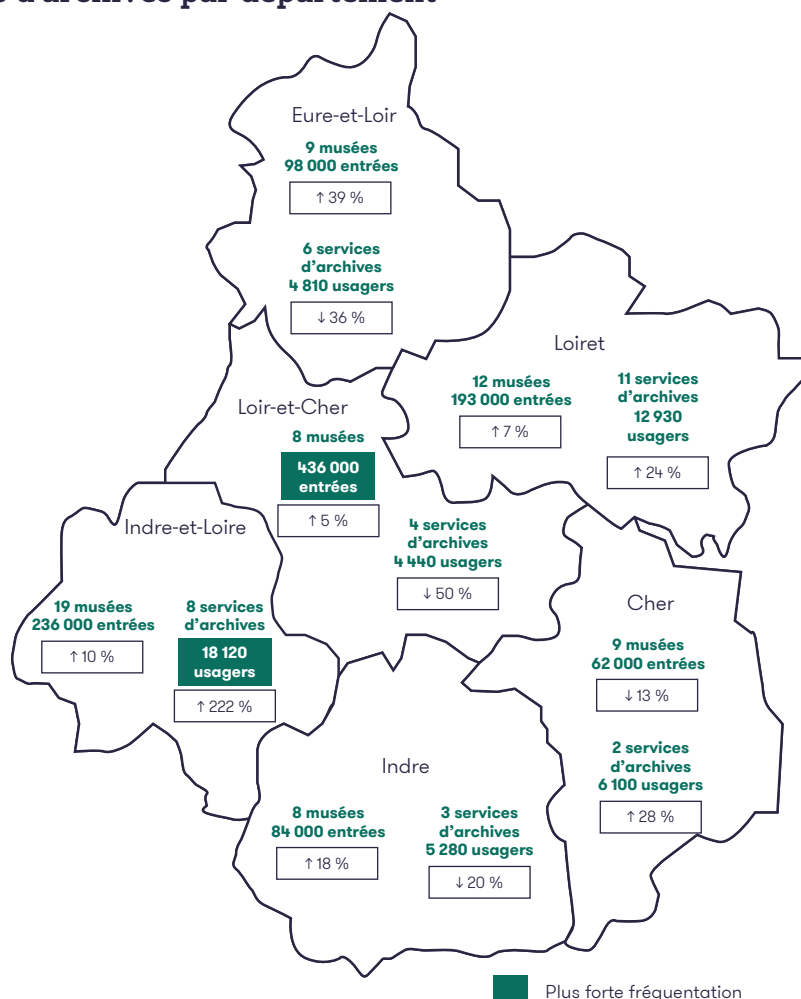 d'archives par département
Eure-et-Loir
9 musées
98 000 entrées
↑ 39 %
6 services
d'archives
4 810 usagers
↓ 36 %
Loiret
12 musées
193 000 entrées
↑ 7 %
11 services
d'archives
12 930
usagers
↑ 24 %
Loir-et-Cher
8 musées
436 000
entrées
↑ 5 %
4 services
d'archives
4 440 usagers
↓ 50 %
Indre-et-Loire
19 musées
236 000 entrées
↑ 10 %
8 services
d'archives
18 120
usagers
↑ 222 %
Cher
9 musées
62 000 entrées
↓ 13 %
2 services
d'archives
6 100 usagers
↑ 28 %
Indre
8 musées
84 000 entrées
↑ 18 %
3 services
d'archives
5 280 usagers
↓ 20 %
Plus forte fréquentation